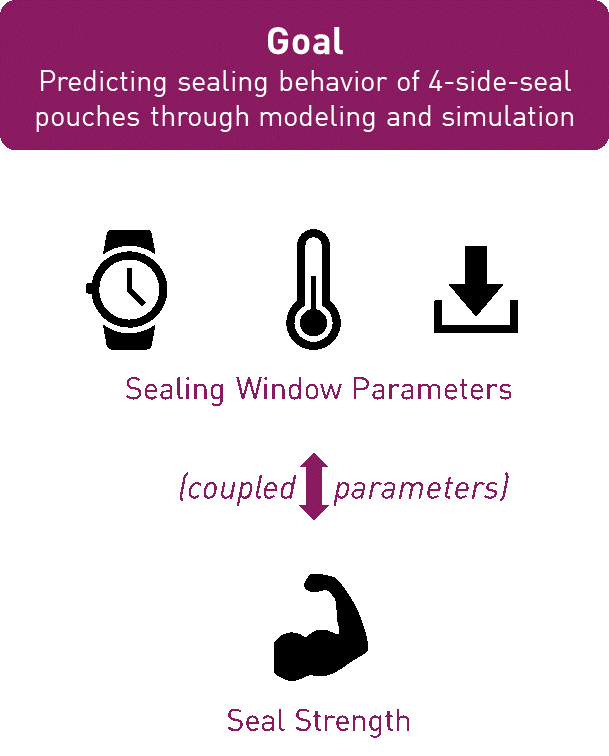 Goal
Predicting sealing behavior of 4-side-seal
pouches through modeling and simulation
Sealing Window Parameters
(coupled parameters)
Seal Strength